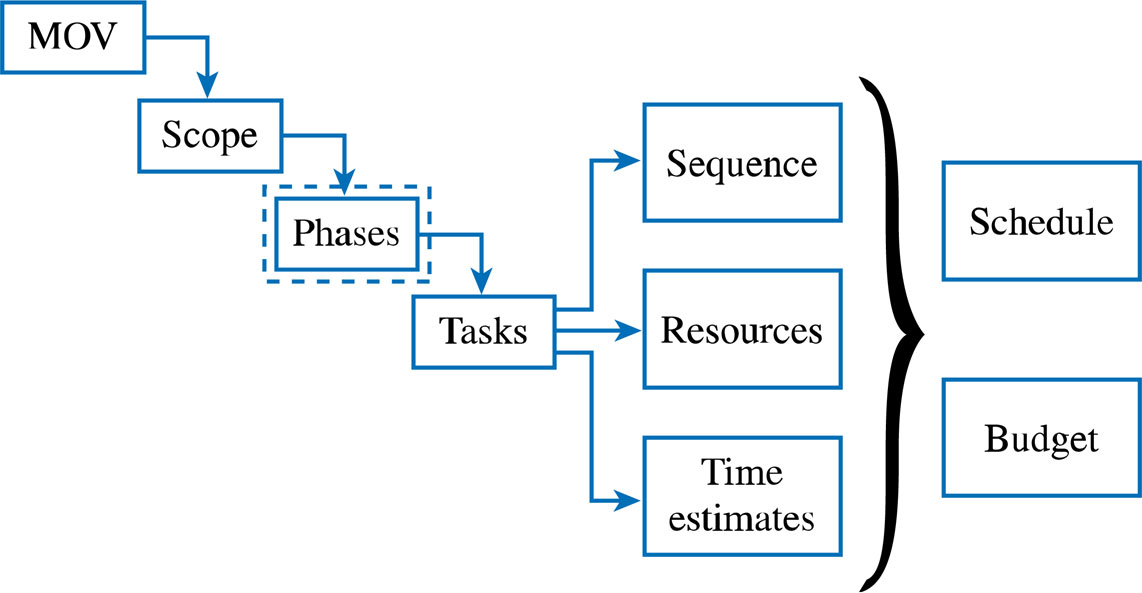 MOV
Scope
Phases
Tasks
Sequence
Resources
Time
estimates
Schedule
Budget